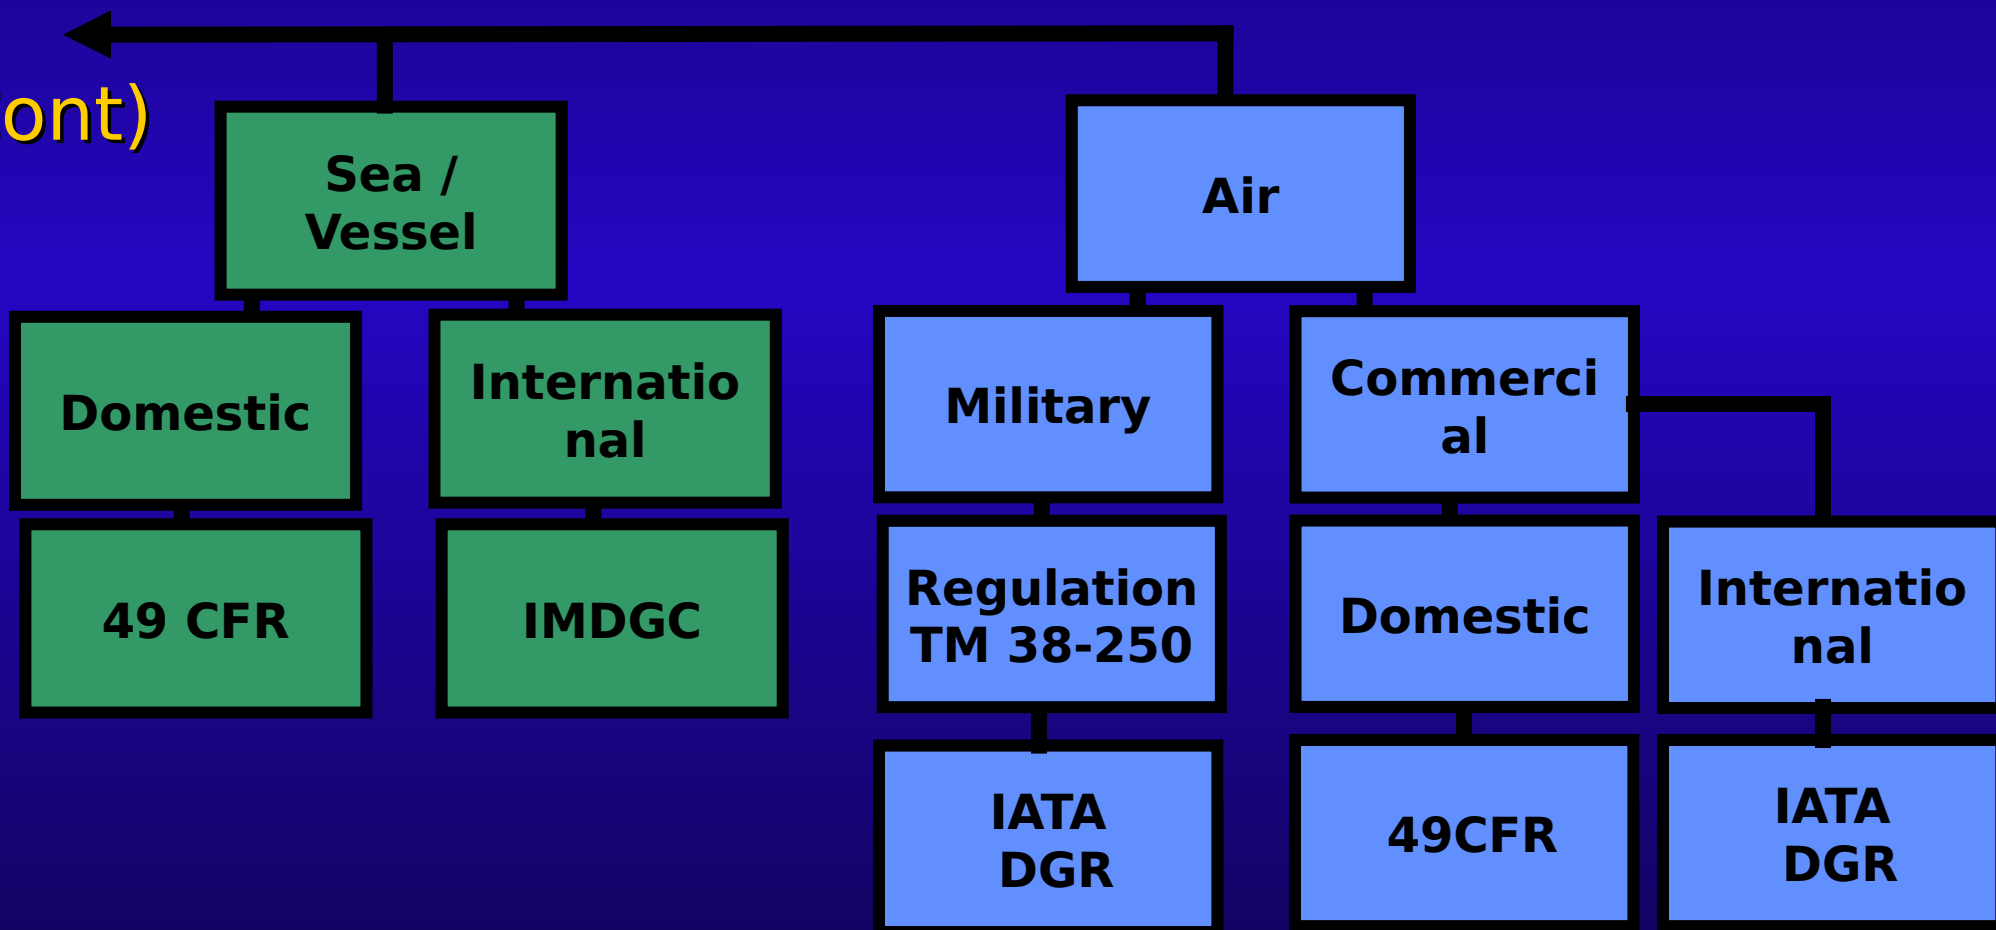 ont)
Sea /
Vessel
Air
Domestic
Internatio
nal
Military
Commerci
al
49 CFR
IMDGC
Regulation
TM 38-250
Domestic
Internatio
nal
IATA
DGR
49CFR
IATA
DGR